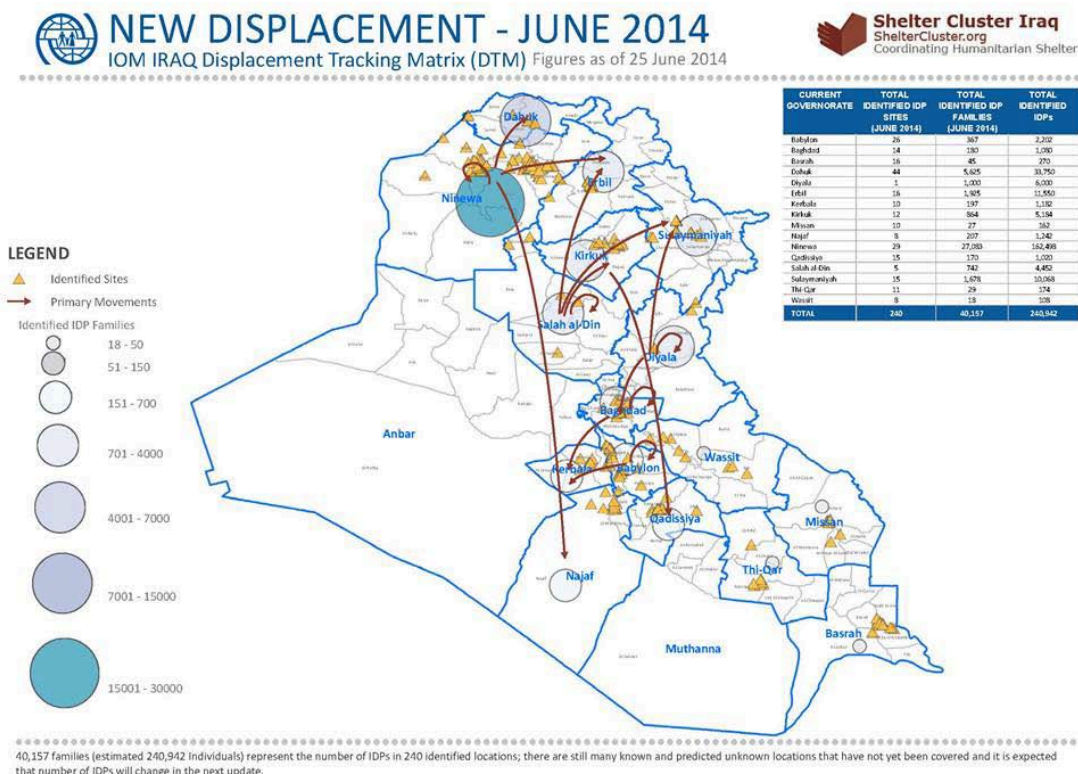 NEW DISPLACEMENT - JUNE 2014
IOM IRAQ Displacement Tracking Matrix (DTM) Figures as of 25 June 2014
Shelter Cluster Iraq
ShelterCluster.org
Coordinating Humanitarian Shelter
CURRENT GOVERNORATE TOTAL IDENTIFIED IDP SITES (JUNE 2014) TOTAL IDENTIFIED IDP FAMILIES (JUNE 2014) TOTAL IDENTIFIED IDPs
Babylon 26 367 2,202
Baghdad 14 180 1,080
Basrah 16 45 270
Dahuk 44 5,625 33,750
Diyala 1 1,000 6,000
Erbil 16 1,925 11,550
Kerbala 10 197 1,182
Kirkuk 12 864 5,184
Missan 10 27 162
Najaf 8 207 1,242
Ninewa 29 27,083 162,498
Qadissiya 15 170 1,020
Salah al-Din 5 742 4,452
Sulaymaniyah 15 1,678 10,068
Thi-Qar 11 29 174
Wassit 8 18 108
TOTAL 240 40,157 240,942
Dahuk
Ninewa
Erbil
Sulaymaniyah
Kirkuk
Salah al-Din
Diyala
Anbar
Baghdad
Wassit
Kerbala
Babylon
Qadissiya
Missan
Najaf
Thi-Qar
Basrah
Muthanna
LEGEND
Identified Sites
Primary Movements
Identified IDP Families
18 - 50
51 - 150
151 - 700
701 - 4000
4001 - 7000
7001 - 15000
15001 - 30000
40,157 families (estimated 240,942 Individuals) represent the number of IDPs in 240 identified locations; there are still many known and predicted unknown locations that have not yet been covered and it is expected
that number of IDPs will change in the next update.